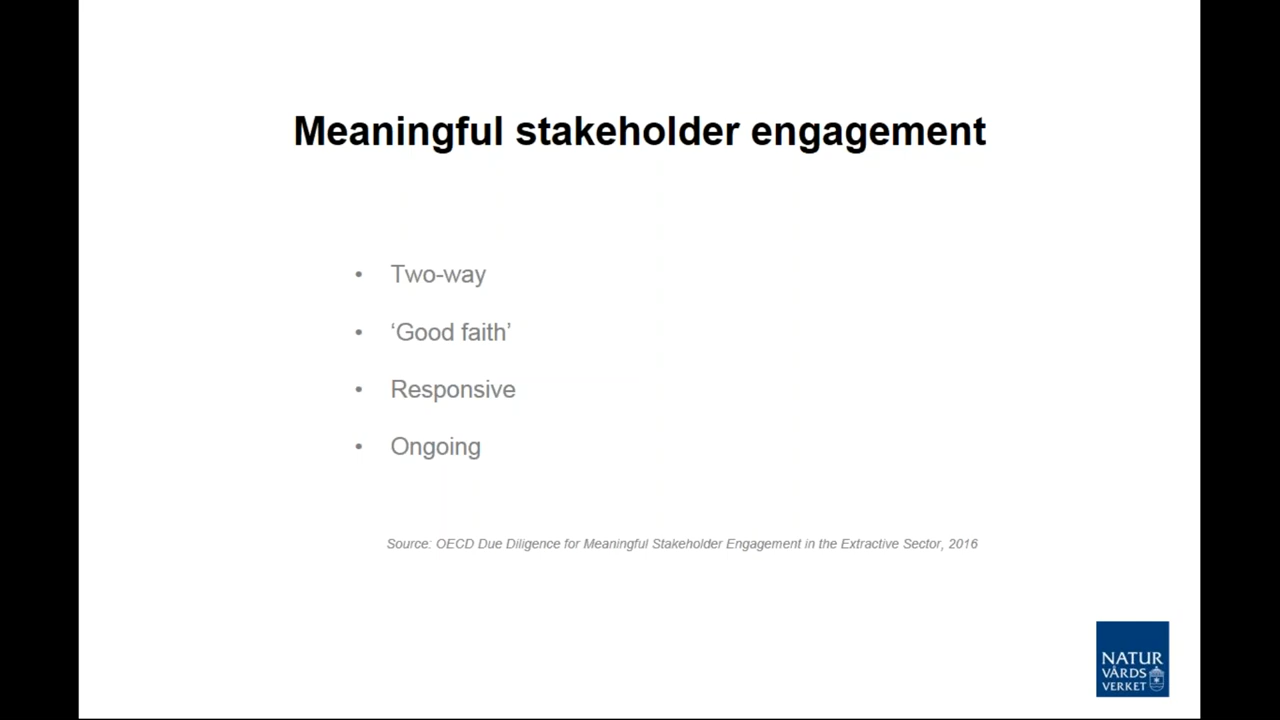 Meaningful stakeholder engagement
• Two-way
• ‘Good faith’
• Responsive
• Ongoing
Source: OECD Due Diligence for Meaningful Stakeholder Engagement in the Extractive Sector, 2016
NATUR
VÅRDS
VERKET